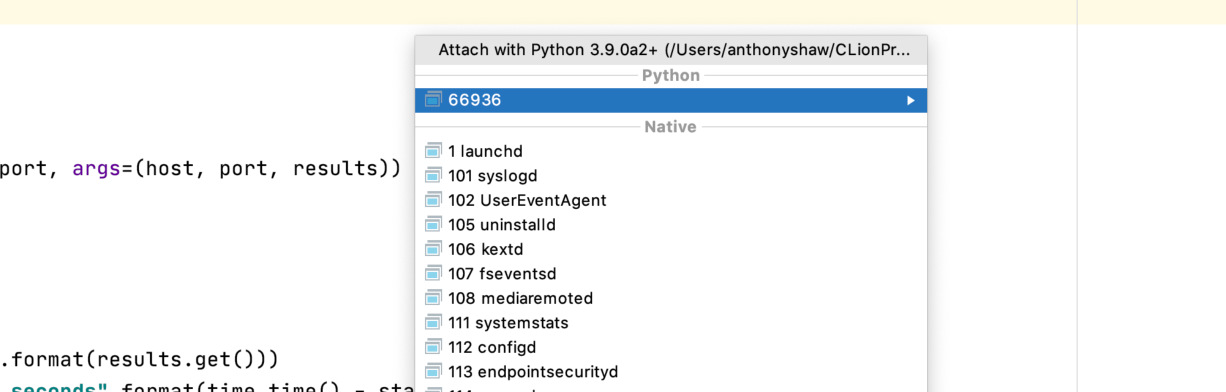 Attach with Python 3.9.0a2+ (/Users/anthonyshaw/CLionPr...
Python
66936
Native
1 launchd
101 syslogd
port, args=(host, port, results))
102 UserEventAgent
105 uninstalld
106 kextd
107 fseventsd
108 mediaremoted
111 systemstats
112 configd
.format(results.get()))
113 endpointsecurityd
seconds".format(time.time() - sta